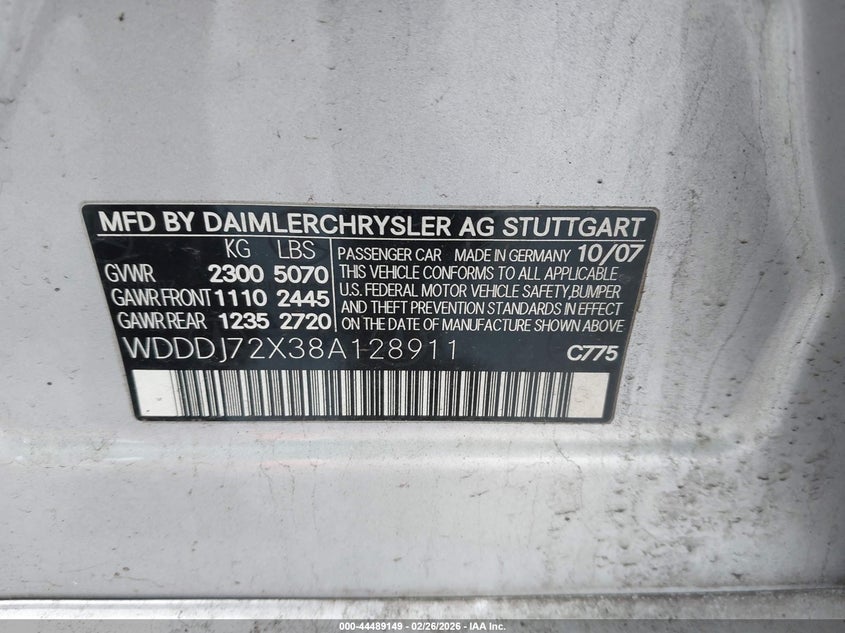 MFD BY DAIMLERCHRYSLER AG STUTTGART
KG LBS
GVWR 2300 5070
GAWR FRONT 1110 2445
GAWR REAR 1235 2720
PASSENGER CAR MADE IN GERMANY 10/07
THIS VEHICLE CONFORMS TO ALL APPLICABLE
U.S. FEDERAL MOTOR VEHICLE SAFETY,BUMPER
AND THEFT PREVENTION STANDARDS IN EFFECT
ON THE DATE OF MANUFACTURE SHOWN ABOVE
WDDDJ72X38A128911 C775
000-44489149 - 02/26/2026 - IAA Inc.